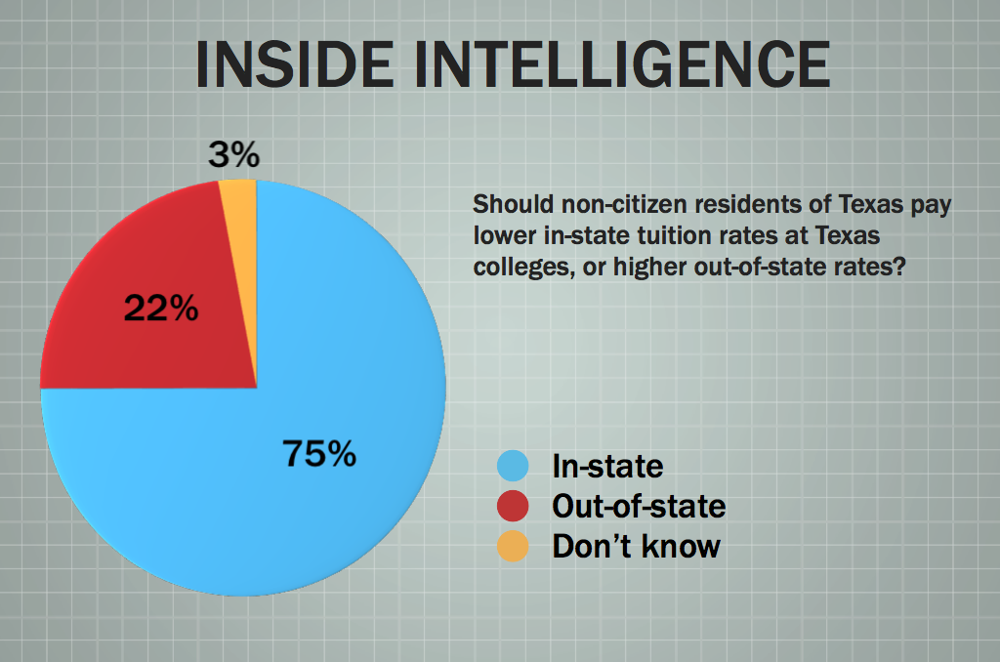 INSIDE INTELLIGENCE
3%
22%
75%
Should non-citizen residents of Texas pay
lower in-state tuition rates at Texas
colleges, or higher out-of-state rates?
In-state
Out-of-state
Don’t know